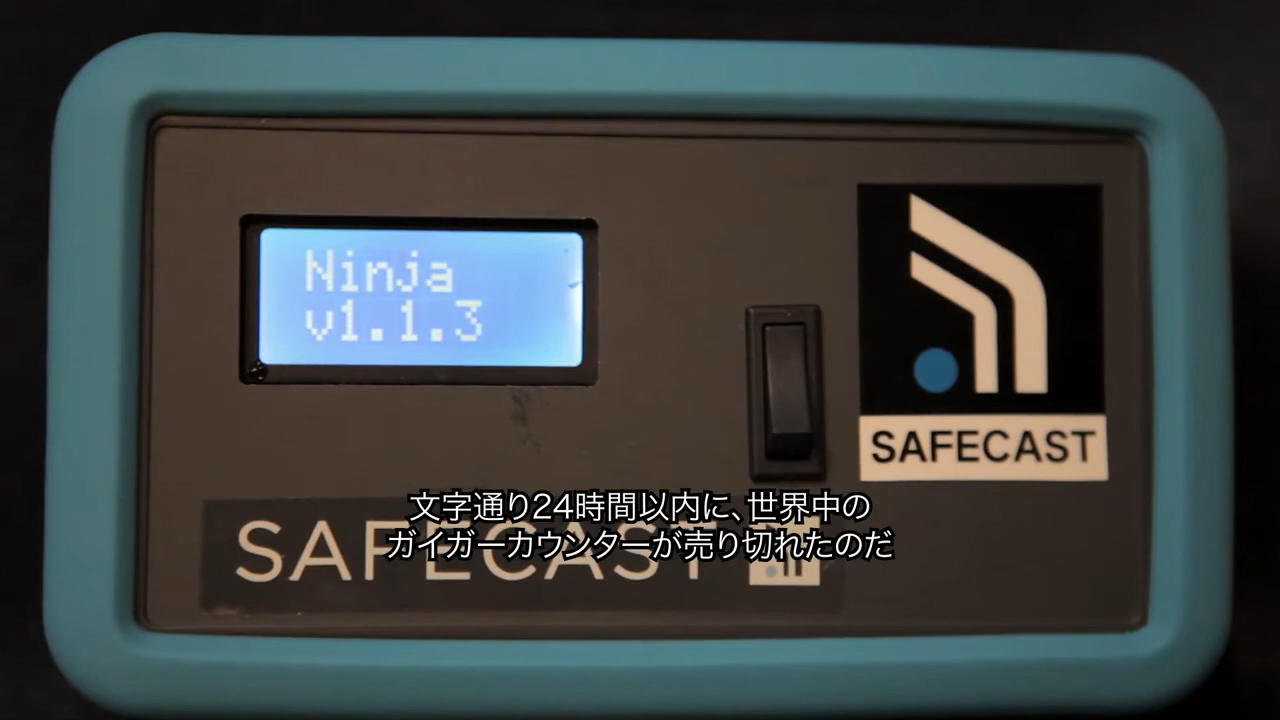 Ninja
v1.1.3
SAFECAST
SAFECAST
文字通り24時間以内に、世界中の
ガイガーカウンターが売り切れたのだ